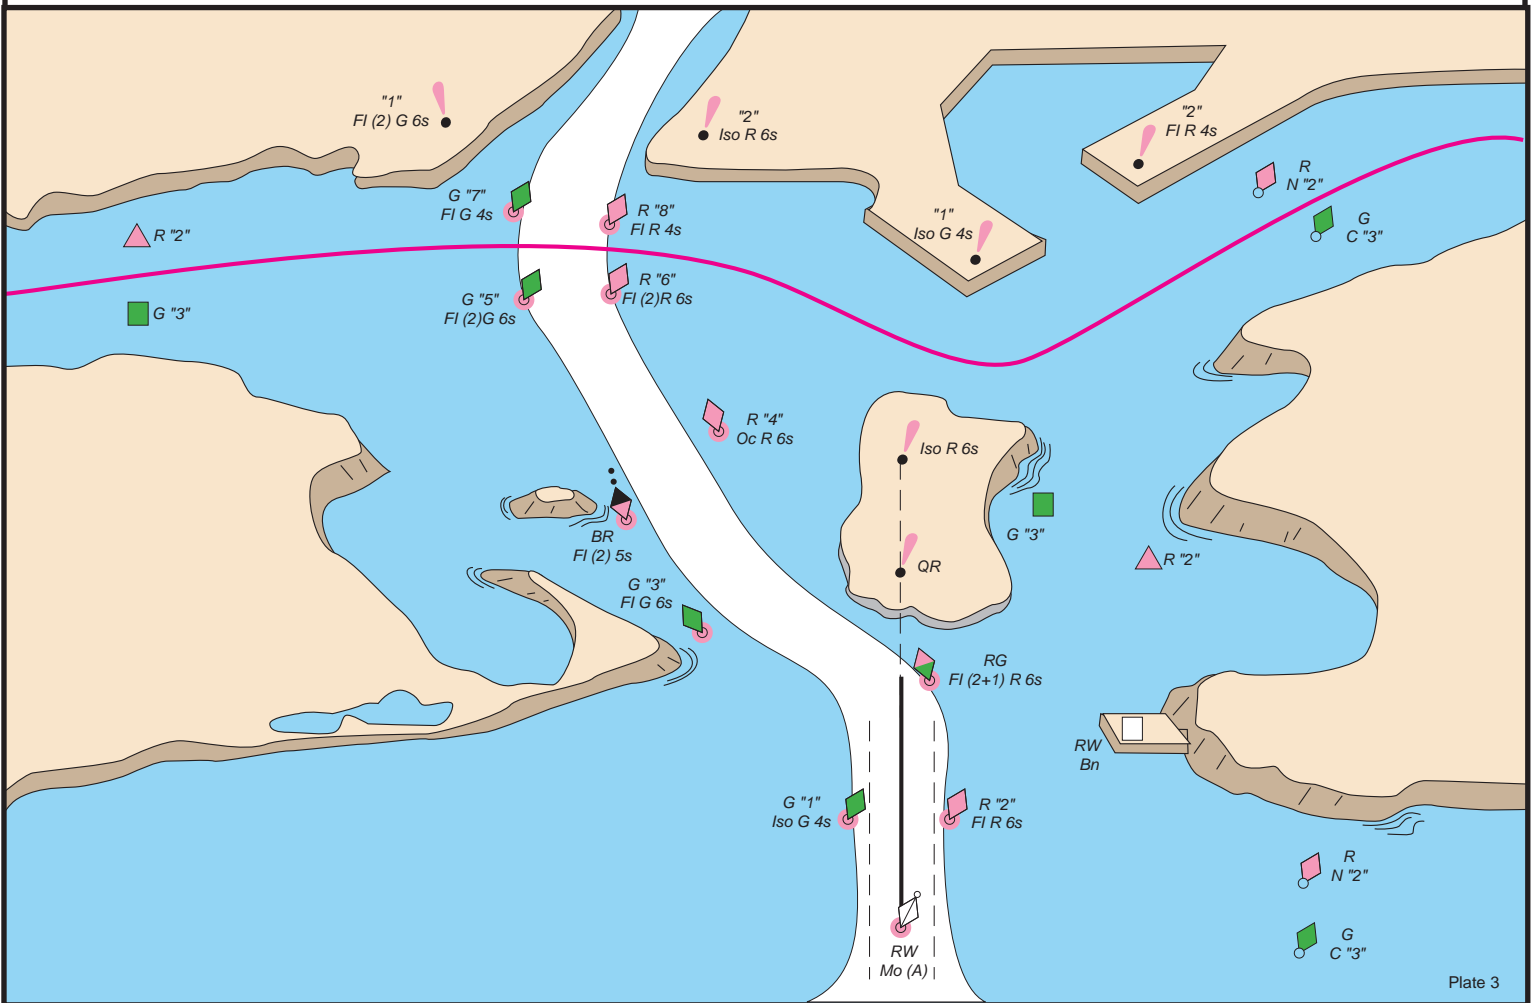 "1"
Fl (2) G 6s
"2"
Iso R 6s
"2"
Fl R 4s
R
N "2"
G
C "3"
G "7"
Fl G 4s
R "8"
Fl R 4s
"1"
Iso G 4s
R "2"
G "3"
G "5"
Fl (2)G 6s
R "6"
Fl (2)R 6s
R "4"
Oc R 6s
Iso R 6s
G "3"
BR
Fl (2) 5s
QR
R "2"
G "3"
Fl G 6s
RG
Fl (2+1) R 6s
RW
Bn
G "1"
Iso G 4s
R "2"
Fl R 6s
R
N "2"
RW
Mo (A)
G
C "3"
Plate 3